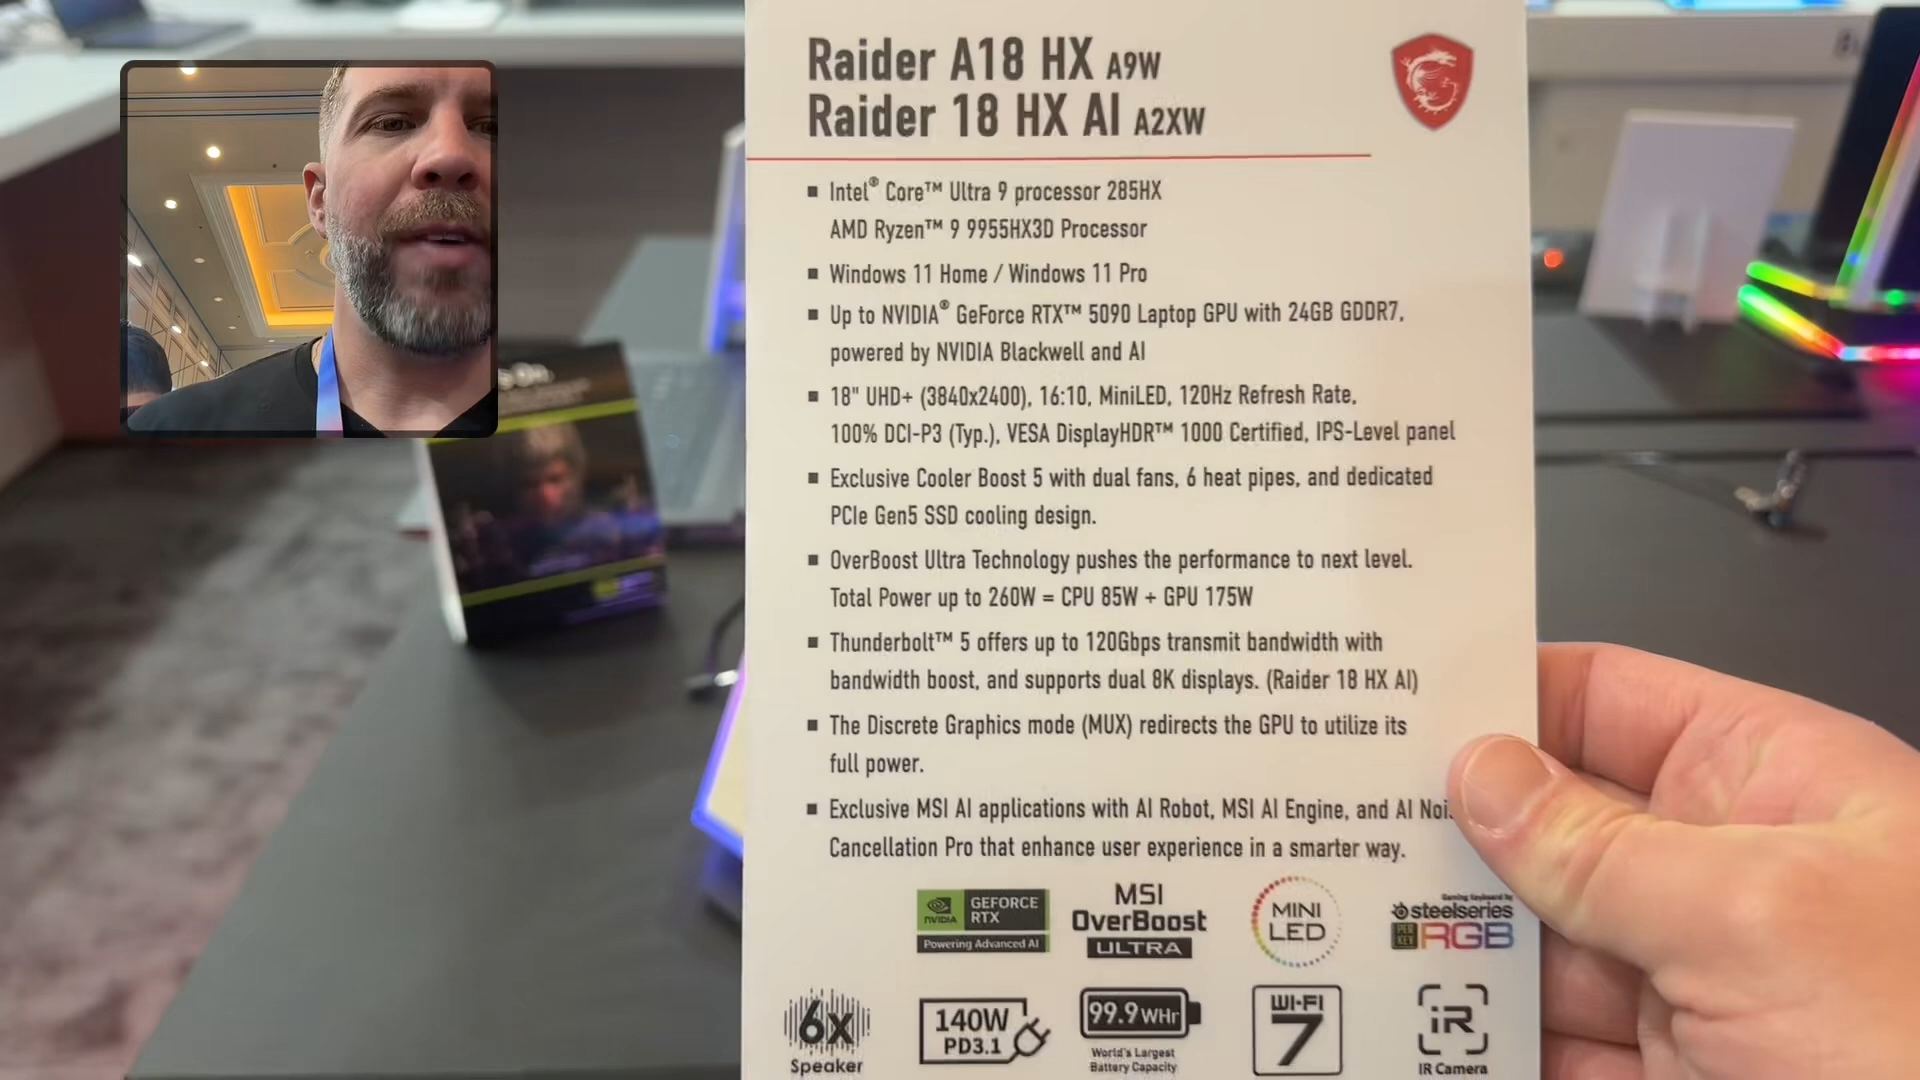 Raider A18 HX A9W
Raider 18 HX AI A2XW
▪ Intel® Core™ Ultra 9 processor 285HX
AMD Ryzen™ 9 9955HX3D Processor
▪ Windows 11 Home / Windows 11 Pro
▪ Up to NVIDIA® GeForce RTX™ 5090 Laptop GPU with 24GB GDDR7,
powered by NVIDIA Blackwell and AI
▪ 18" UHD+ (3840x2400), 16:10, MiniLED, 120Hz Refresh Rate,
100% DCI-P3 (Typ.), VESA DisplayHDR™ 1000 Certified, IPS-Level panel
▪ Exclusive Cooler Boost 5 with dual fans, 6 heat pipes, and dedicated
PCIe Gen5 SSD cooling design.
▪ OverBoost Ultra Technology pushes the performance to next level.
Total Power up to 260W = CPU 85W + GPU 175W
▪ Thunderbolt™ 5 offers up to 120Gbps transmit bandwidth with
bandwidth boost, and supports dual 8K displays. (Raider 18 HX AI)
▪ The Discrete Graphics mode (MUX) redirects the GPU to utilize its
full power.
▪ Exclusive MSI AI applications with AI Robot, MSI AI Engine, and AI Noi
Cancellation Pro that enhance user experience in a smarter way.
NVIDIA GEFORCE RTX
Powering Advanced AI
MSI
OverBoost
ULTRA
MINI
LED
Gaming Keyboard by
steelseries
PER KEY RGB
6x
Speaker
140W
PD3.1
99.9 WHr
World's Largest
Battery Capacity
WI-FI
7
iR
IR Camera